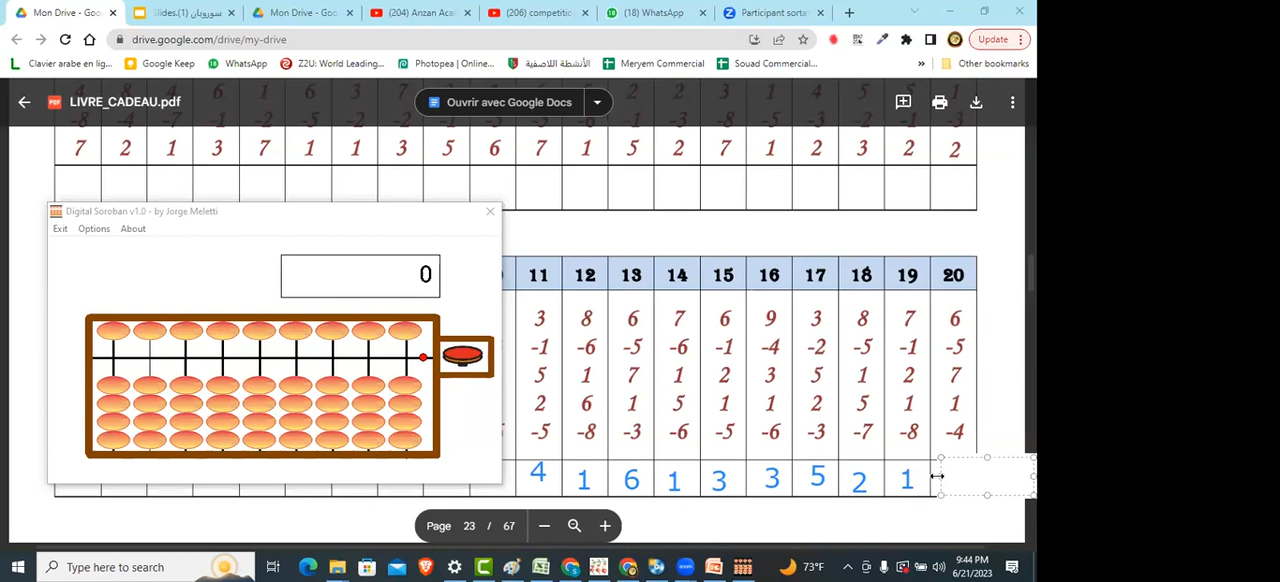 Mon Drive - Goo
Slides.(1) سوروبان
Mon Drive - Goo
(204) Anzan Aca
(206) competitic
(18) WhatsApp
Participant sorta
drive.google.com/drive/my-drive
Update
Clavier arabe en lig...
Google Keep
WhatsApp
Z2U: World Leading...
Photopea | Online...
الأنشطة اللاصفية
Meryem Commercial
Souad Commercial...
»
Other bookmarks
LIVRE_CADEAU.pdf
Ouvrir avec Google Docs
7 2 1 3 7 1 1 3 5 6 7 1 5 2 7 1 2 3 2 2
Digital Soroban v1.0 - by Jorge Meletti
Exit Options About
0
11 12 13 14 15 16 17 18 19 20
3 8 6 7 6 9 3 8 7 6
-1 -6 -5 -6 -1 -4 -2 -5 -1 -5
5 1 7 1 2 3 5 1 2 7
2 6 1 5 1 1 2 5 1 1
-5 -8 -3 -6 -5 -6 -3 -7 -8 -4
4 1 6 1 3 3 5 2 1
Page 23 / 67
Type here to search
73°F
9:44 PM
6/21/2023